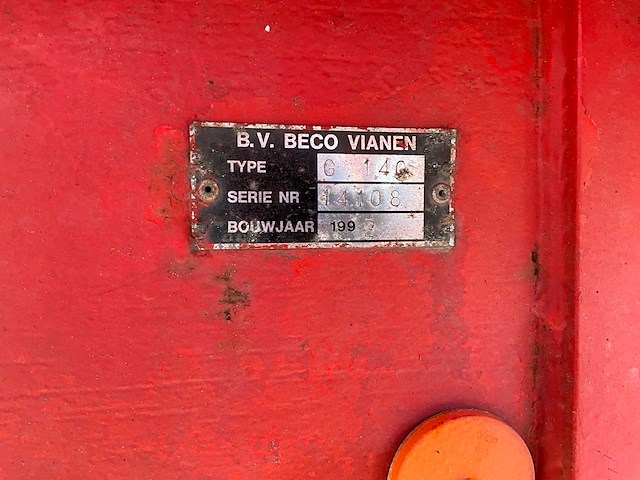 B.V. BECO VIANEN
TYPE G 140
SERIE NR 14108
BOUWJAAR 199